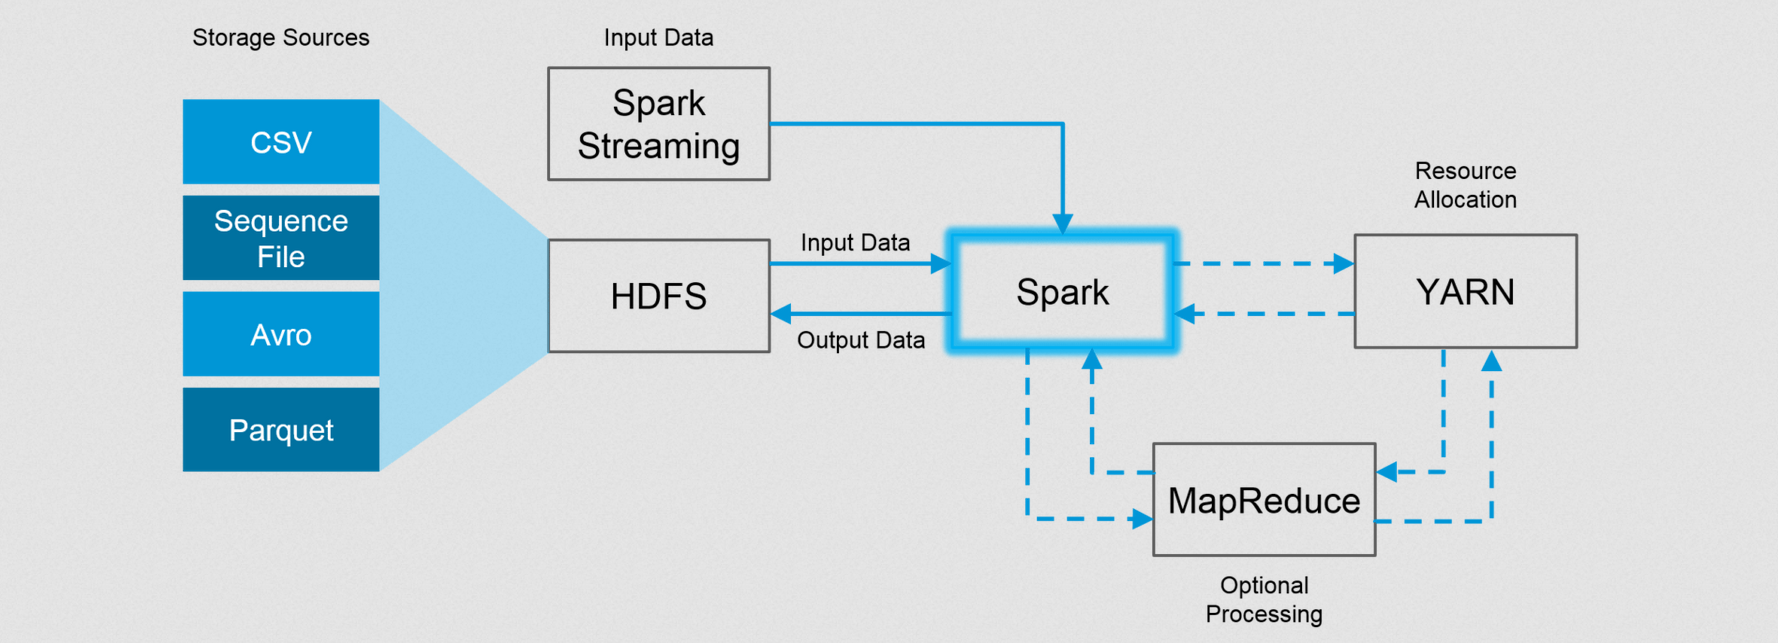 Storage Sources
CSV
Sequence
File
Avro
Parquet
Input Data
Spark
Streaming
HDFS
Input Data
Output Data
Spark
Resource
Allocation
YARN
MapReduce
Optional
Processing